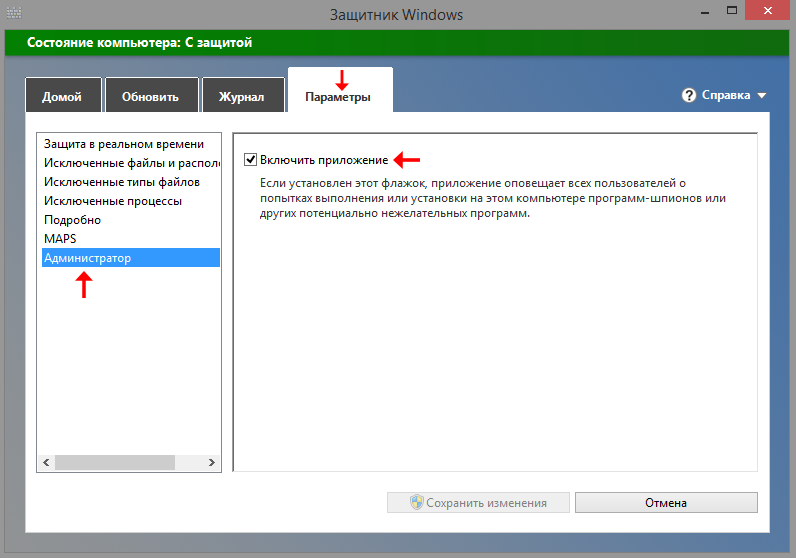 Защитник Windows
Состояние компьютера: С защитой
Домой
Обновить
Журнал
Параметры
Справка
Защита в реальном времени
Исключенные файлы и распол
Исключенные типы файлов
Исключенные процессы
Подробно
MAPS
Администратор
Включить приложение
Если установлен этот флажок, приложение оповещает всех пользователей о
попытках выполнения или установки на этом компьютере программ-шпионов или
других потенциально нежелательных программ.
Сохранить изменения
Отмена